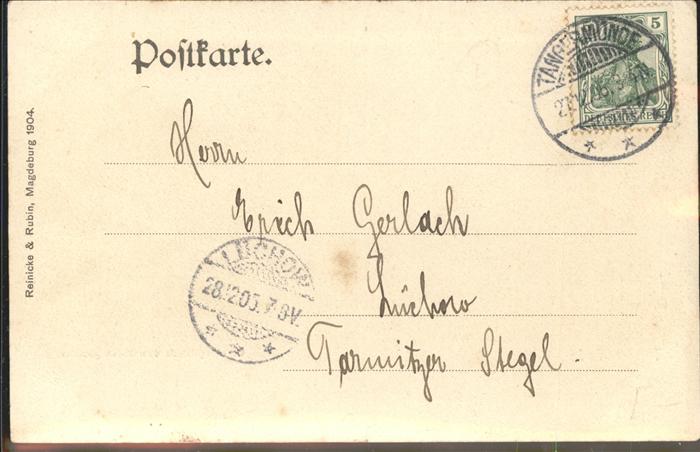 Postkarte.
5
TANGERMÜNDE
DEUTSCHES REICH
Reinicke & Rubin, Magdeburg 1904.
Herrn
Erich Gerlach
Lüchow
Tarmitzer Stegel.
LÜCHOW
28.12.05. 7-8V.